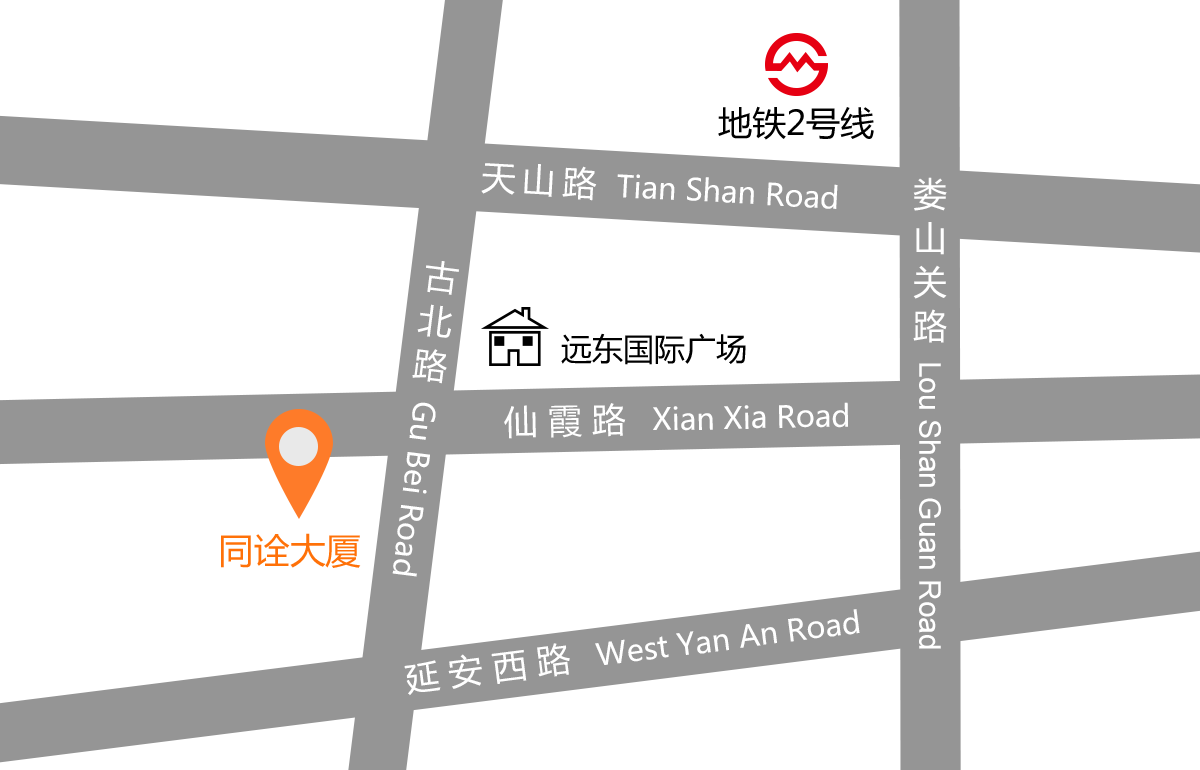 地铁2号线
天山路 Tian Shan Road
娄山关路 Lou Shan Guan Road
古北路 Gu Bei Road
远东国际广场
仙霞路 Xian Xia Road
同诠大厦
延安西路 West Yan An Road